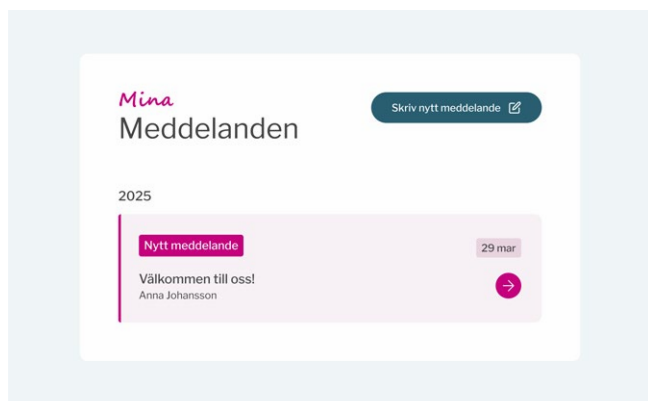 Mina
Meddelanden
Skriv nytt meddelande
2025
Nytt meddelande
29 mar
Välkommen till oss!
Anna Johansson